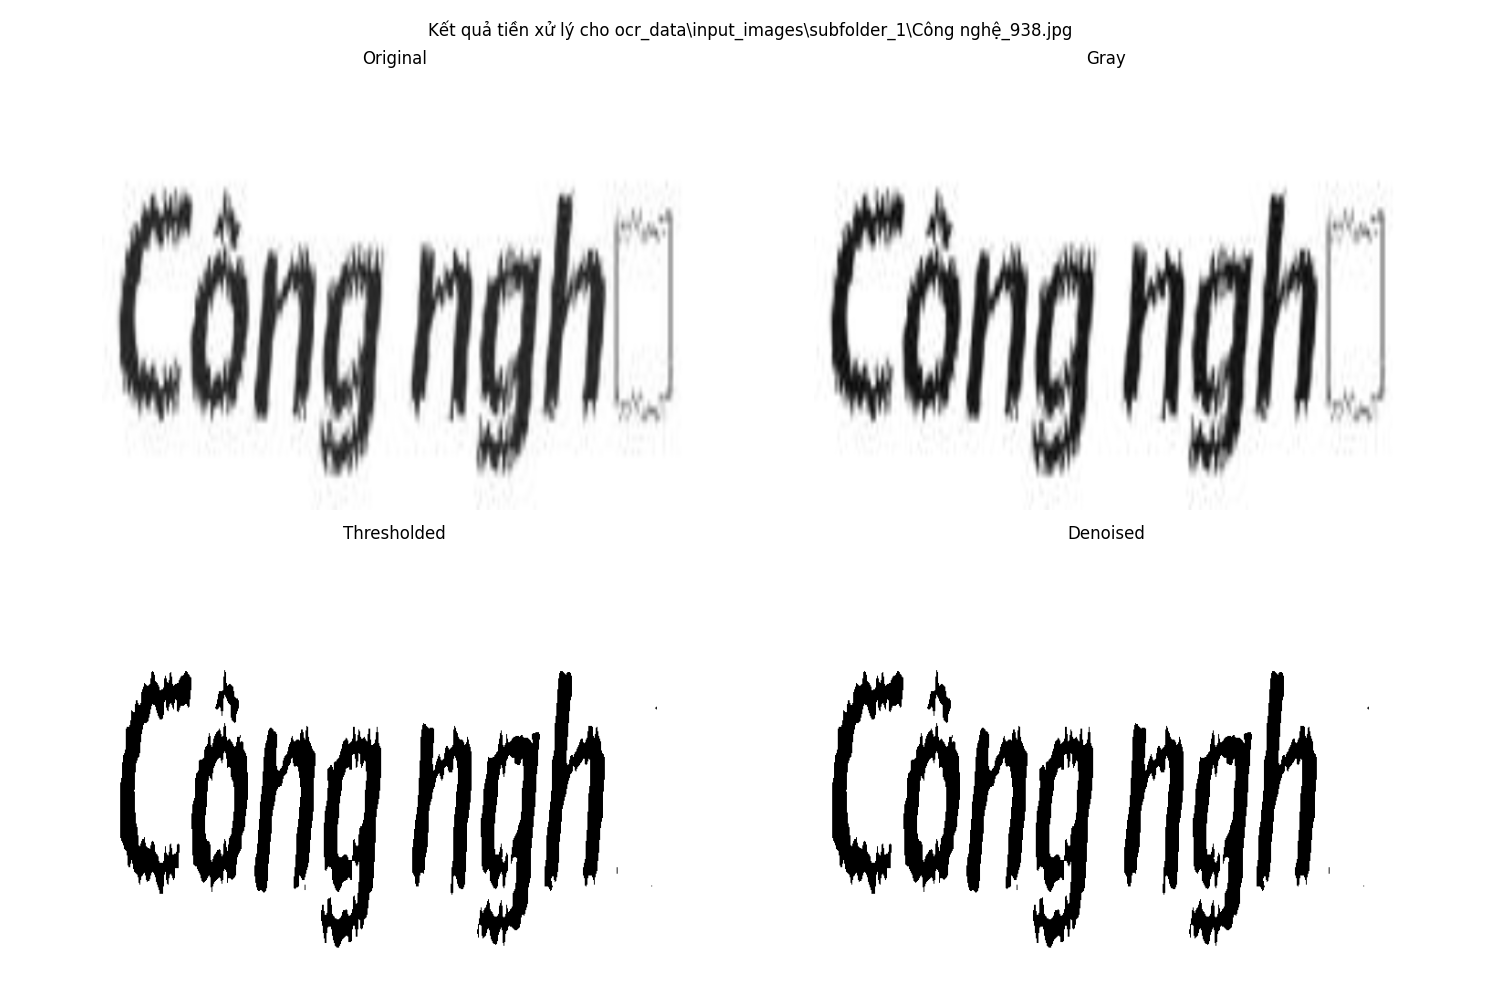 Kết quả tiền xử lý cho ocr_data\input_images\subfolder_1\Công nghệ_938.jpg
Original
Gray
Công ngh□
Công ngh□
Thresholded
Denoised
Công ngh
Công ngh